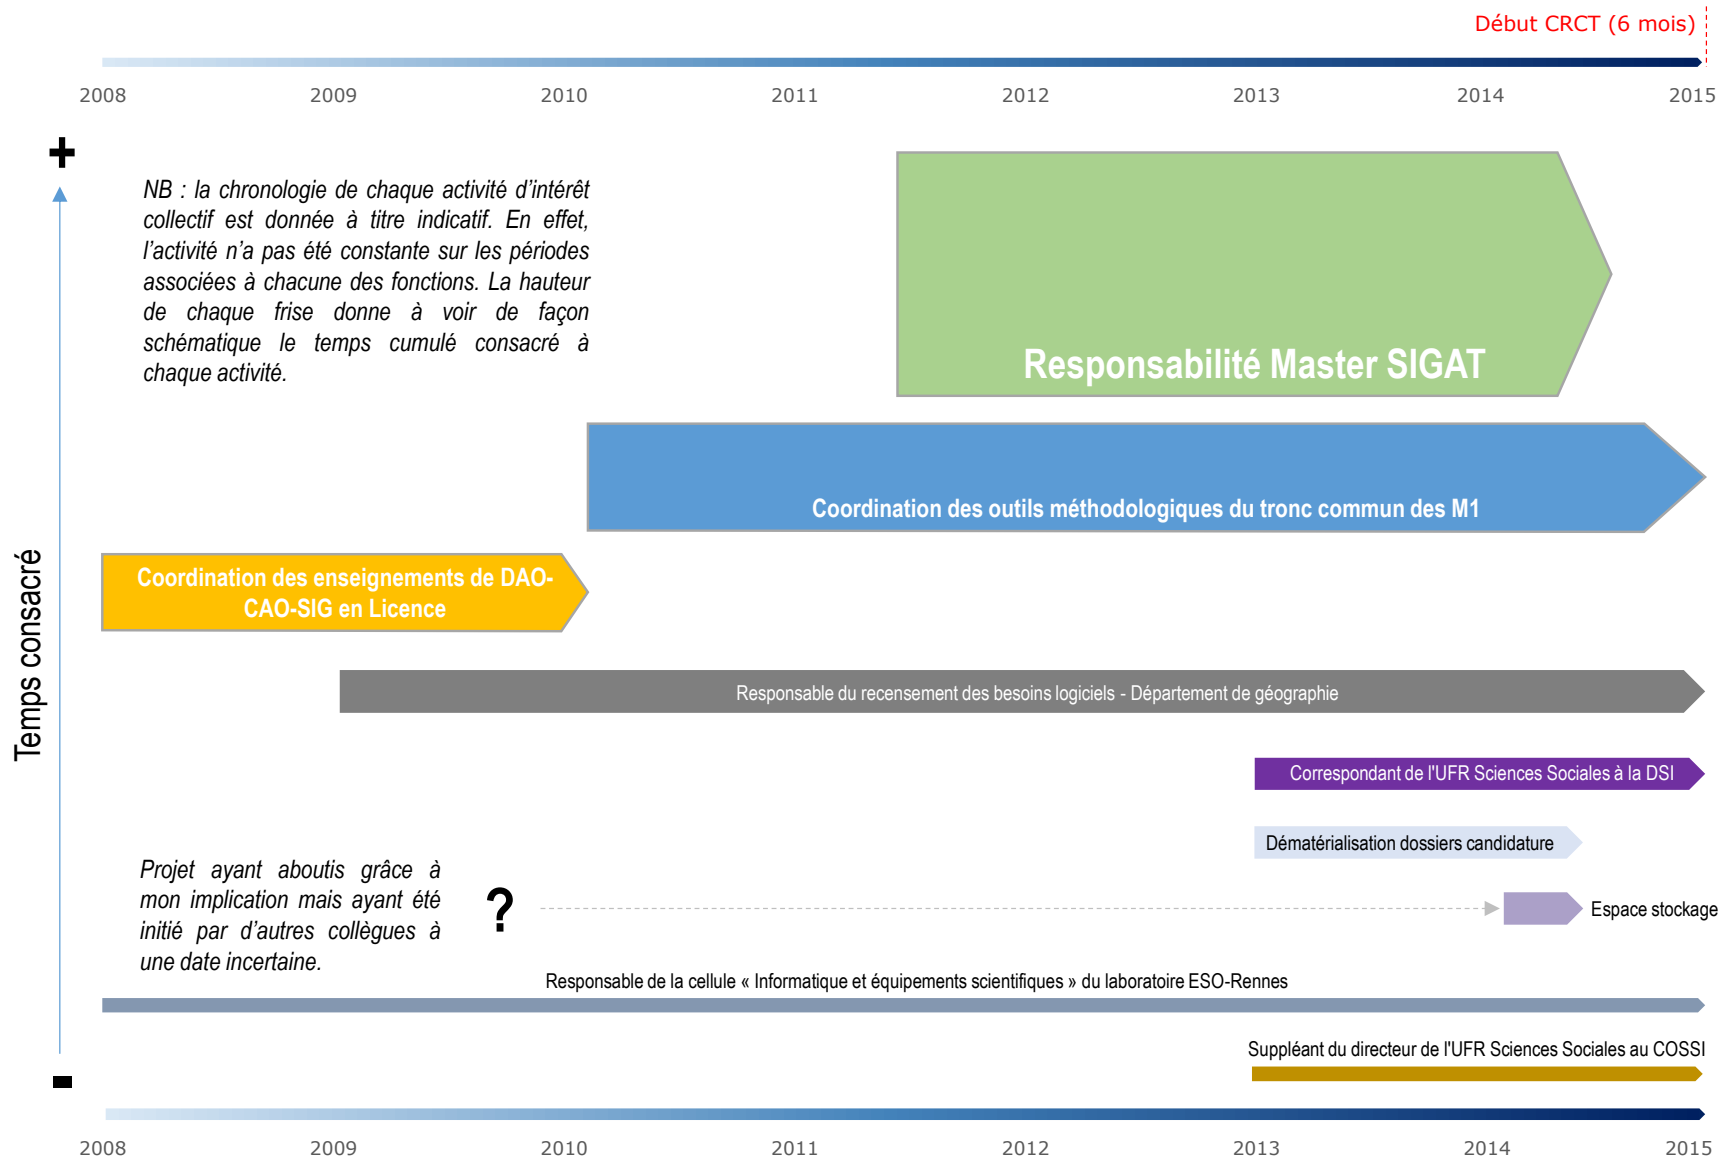 Début CRCT (6 mois)
2008 2009 2010 2011 2012 2013 2014 2015
+
NB : la chronologie de chaque activité d'intérêt
collectif est donnée à titre indicatif. En effet,
l'activité n'a pas été constante sur les périodes
associées à chacune des fonctions. La hauteur
de chaque frise donne à voir de façon
schématique le temps cumulé consacré à
chaque activité.
Responsabilité Master SIGAT
Coordination des outils méthodologiques du tronc commun des M1
Coordination des enseignements de DAO-
CAO-SIG en Licence
Temps consacré
Responsable du recensement des besoins logiciels - Département de géographie
Correspondant de l'UFR Sciences Sociales à la DSI
Dématérialisation dossiers candidature
Projet ayant aboutis grâce à
mon implication mais ayant été
initié par d'autres collègues à
une date incertaine.
?
Espace stockage
Responsable de la cellule « Informatique et équipements scientifiques » du laboratoire ESO-Rennes
Suppléant du directeur de l'UFR Sciences Sociales au COSSI
-
2008 2009 2010 2011 2012 2013 2014 2015